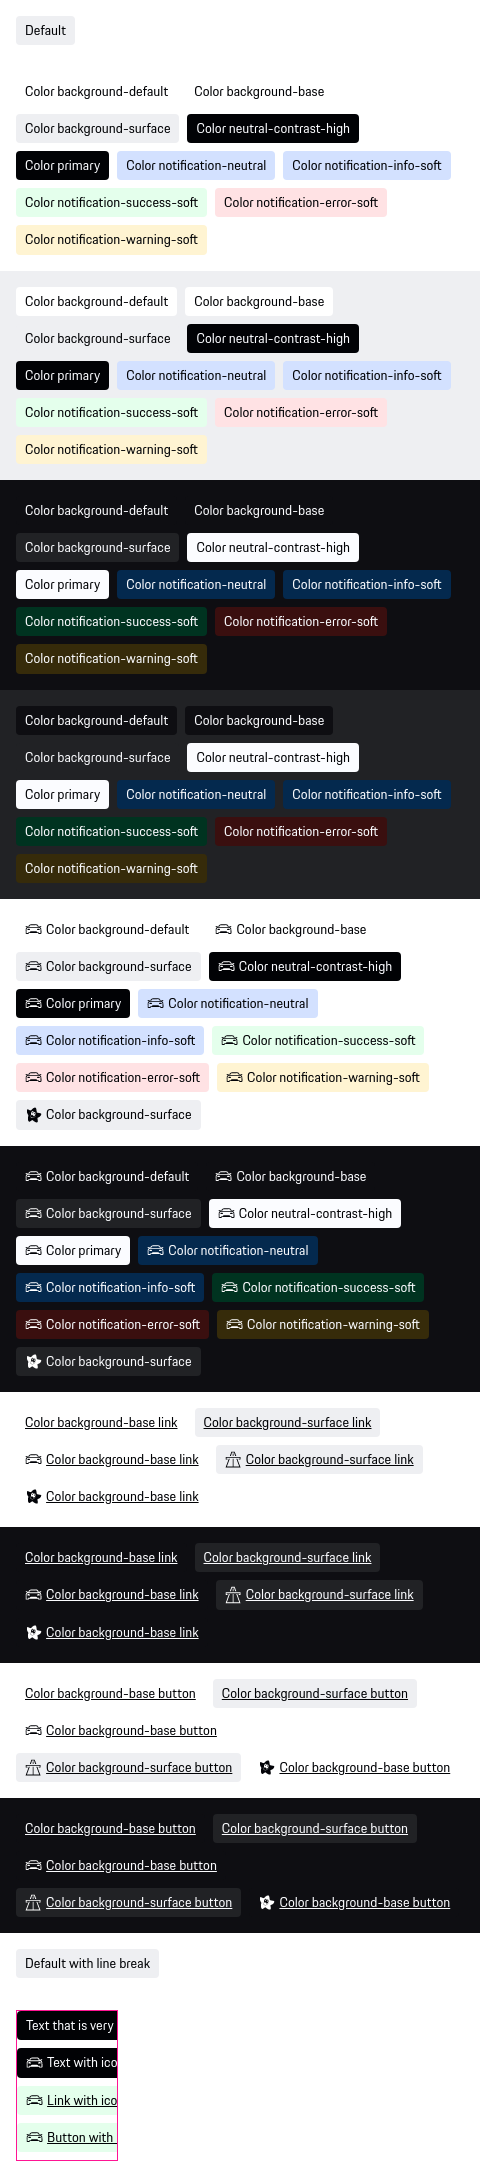 Default
Color background-default Color background-base
Color background-surface Color neutral-contrast-high
Color primary Color notification-neutral Color notification-info-soft
Color notification-success-soft Color notification-error-soft
Color notification-warning-soft
Color background-default Color background-base
Color background-surface Color neutral-contrast-high
Color primary Color notification-neutral Color notification-info-soft
Color notification-success-soft Color notification-error-soft
Color notification-warning-soft
Color background-default Color background-base
Color background-surface Color neutral-contrast-high
Color primary Color notification-neutral Color notification-info-soft
Color notification-success-soft Color notification-error-soft
Color notification-warning-soft
Color background-default Color background-base
Color background-surface Color neutral-contrast-high
Color primary Color notification-neutral Color notification-info-soft
Color notification-success-soft Color notification-error-soft
Color notification-warning-soft
Color background-default Color background-base
Color background-surface Color neutral-contrast-high
Color primary Color notification-neutral
Color notification-info-soft Color notification-success-soft
Color notification-error-soft Color notification-warning-soft
Color background-surface
Color background-default Color background-base
Color background-surface Color neutral-contrast-high
Color primary Color notification-neutral
Color notification-info-soft Color notification-success-soft
Color notification-error-soft Color notification-warning-soft
Color background-surface
Color background-base link Color background-surface link
Color background-base link Color background-surface link
Color background-base link
Color background-base link Color background-surface link
Color background-base link Color background-surface link
Color background-base link
Color background-base button Color background-surface button
Color background-base button
Color background-surface button Color background-base button
Color background-base button Color background-surface button
Color background-base button
Color background-surface button Color background-base button
Default with line break
Text that is very
Text with ico
Link with ico
Button with